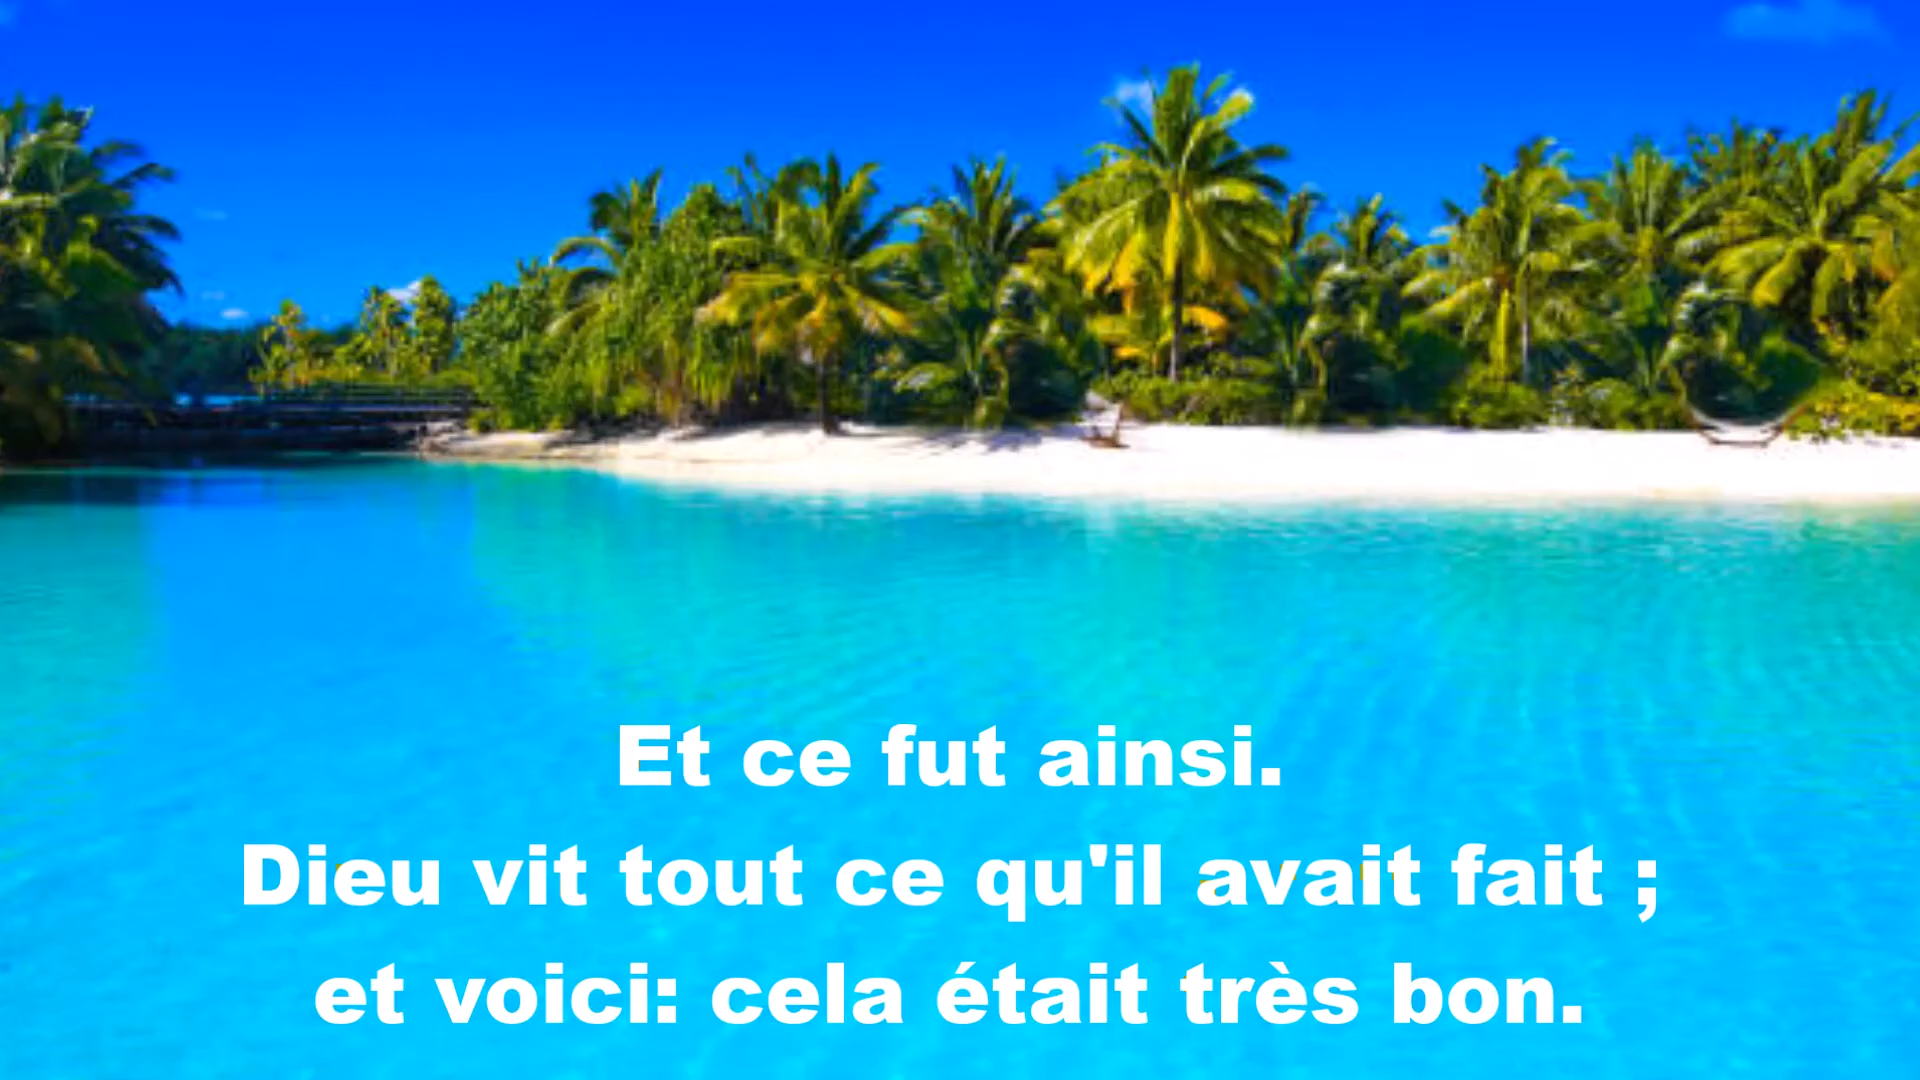 Et ce fut ainsi.
Dieu vit tout ce qu'il avait fait ;
et voici: cela était très bon.